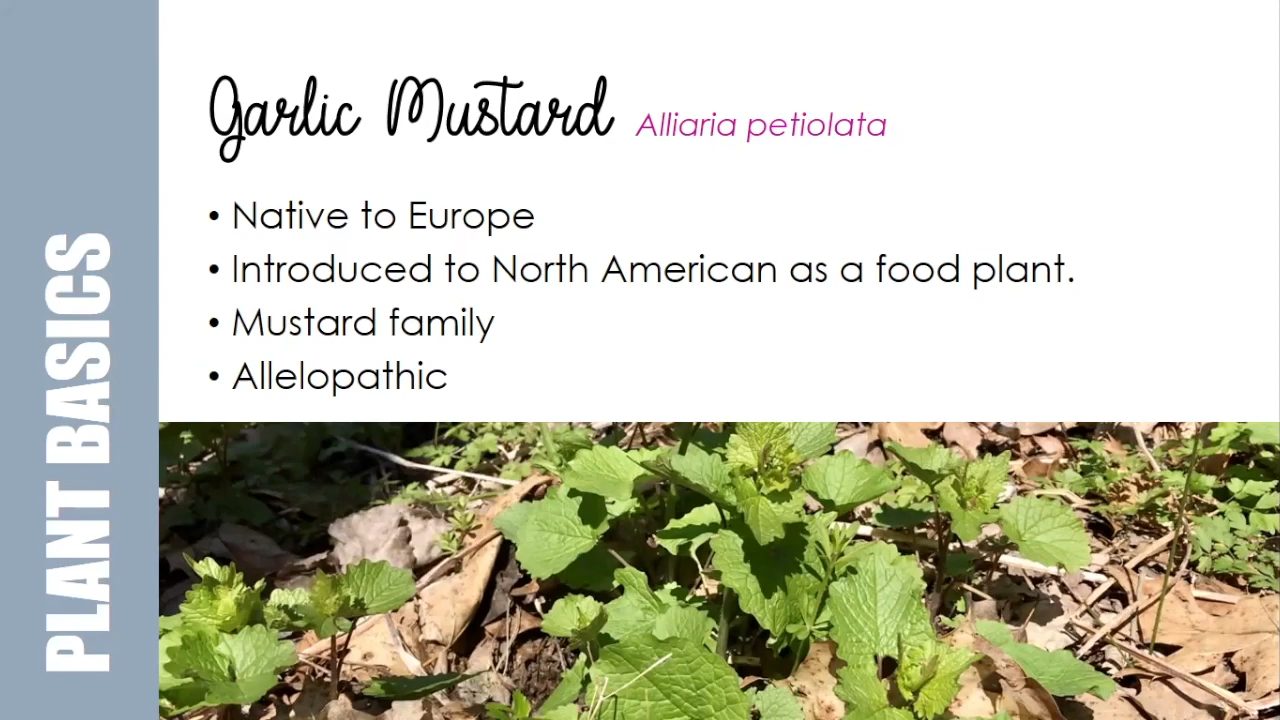 PLANT BASICS
Garlic Mustard Alliaria petiolata
• Native to Europe
• Introduced to North American as a food plant.
• Mustard family
• Allelopathic